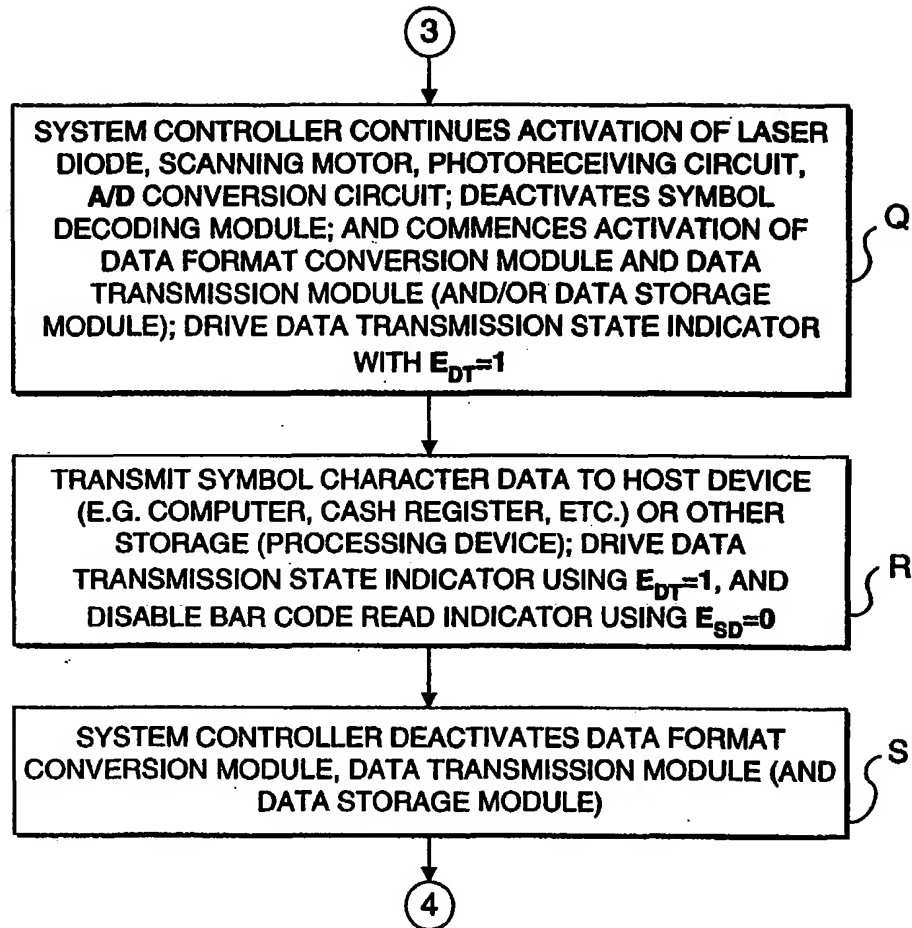 3
SYSTEM CONTROLLER CONTINUES ACTIVATION OF LASER
DIODE, SCANNING MOTOR, PHOTORECEIVING CIRCUIT,
A/D CONVERSION CIRCUIT; DEACTIVATES SYMBOL
DECODING MODULE; AND COMMENCES ACTIVATION OF
DATA FORMAT CONVERSION MODULE AND DATA
TRANSMISSION MODULE (AND/OR DATA STORAGE
MODULE); DRIVE DATA TRANSMISSION STATE INDICATOR
WITH E_DT=1
Q
TRANSMIT SYMBOL CHARACTER DATA TO HOST DEVICE
(E.G. COMPUTER, CASH REGISTER, ETC.) OR OTHER
STORAGE (PROCESSING DEVICE); DRIVE DATA
TRANSMISSION STATE INDICATOR USING E_DT=1, AND
DISABLE BAR CODE READ INDICATOR USING E_SD=0
R
SYSTEM CONTROLLER DEACTIVATES DATA FORMAT
CONVERSION MODULE, DATA TRANSMISSION MODULE (AND
DATA STORAGE MODULE)
S
4